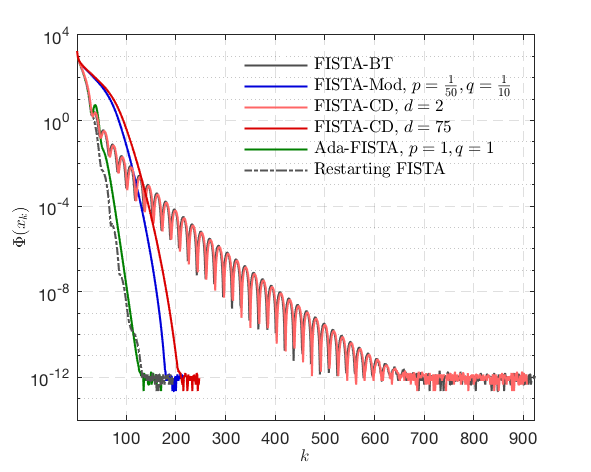 10^4
10^0
10^-4
10^-8
10^-12
Φ(x_k)
FISTA-BT
FISTA-Mod, p = 1/50, q = 1/10
FISTA-CD, d = 2
FISTA-CD, d = 75
Ada-FISTA, p = 1, q = 1
Restarting FISTA
100 200 300 400 500 600 700 800 900
k